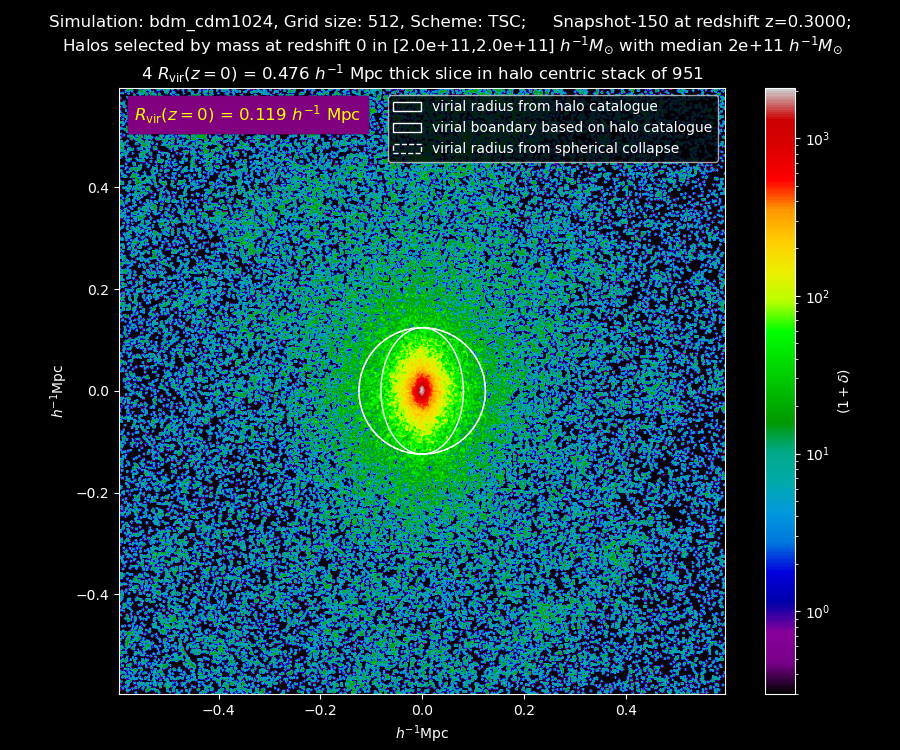 Simulation: bdm_cdm1024, Grid size: 512, Scheme: TSC;     Snapshot-150 at redshift z=0.3000;
Halos selected by mass at redshift 0 in [2.0e+11,2.0e+11] h⁻¹M⊙ with median 2e+11 h⁻¹M⊙
4 Rvir(z = 0) = 0.476 h⁻¹ Mpc thick slice in halo centric stack of 951
Rvir(z = 0) = 0.119 h⁻¹ Mpc
virial radius from halo catalogue
virial boundary based on halo catalogue
virial radius from spherical collapse
0.4
0.2
0.0
−0.2
−0.4
h⁻¹Mpc
−0.4 −0.2 0.0 0.2 0.4
h⁻¹Mpc
10³
10²
10¹
10⁰
(1 + δ)